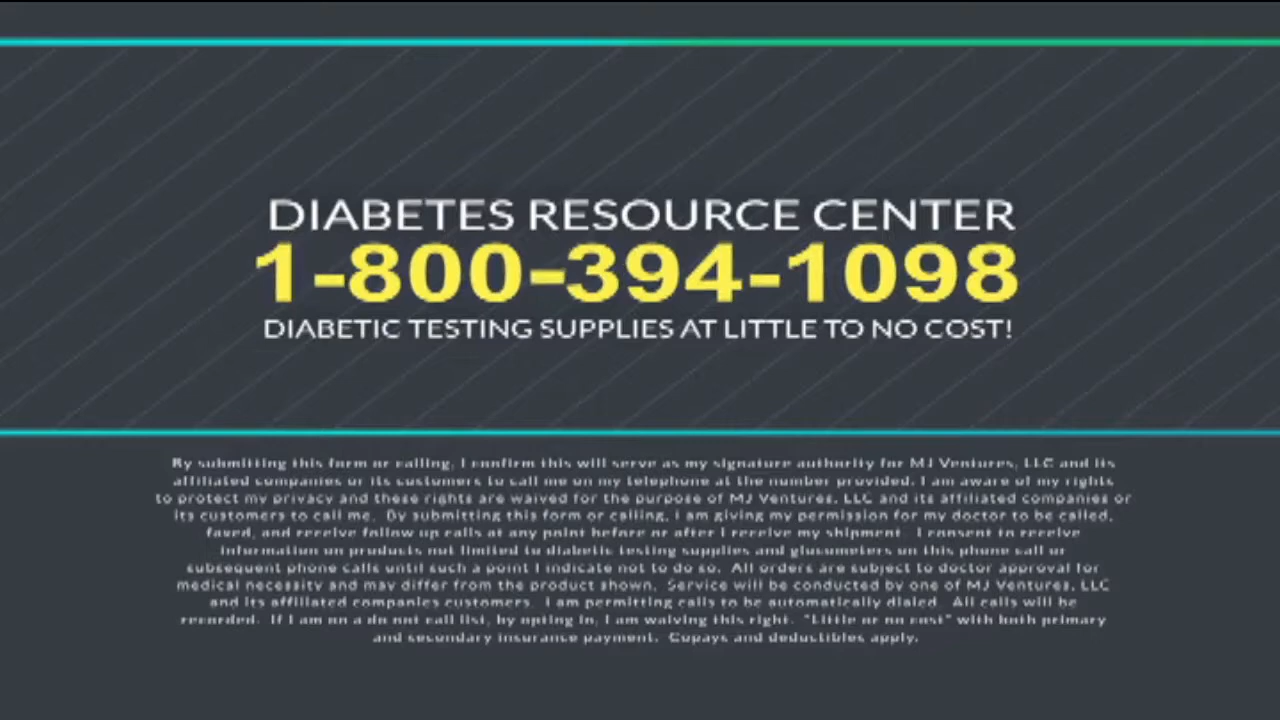 DIABETES RESOURCE CENTER
1-800-394-1098
DIABETIC TESTING SUPPLIES AT LITTLE TO NO COST!
By submitting this form or calling, I confirm this will serve as my signature authority for MJ Ventures, LLC and its
affiliated companies or its customers to call me on my telephone at the number provided. I am aware of my rights
to protect my privacy and these rights are waived for the purpose of MJ Ventures, LLC and its affiliated companies or
its customers to call me. By submitting this form or calling, I am giving my permission for my doctor to be called,
faxed, and receive follow up calls at any point before or after I receive my shipment. I consent to receive
information on products not limited to diabetic testing supplies and glucometers on this phone call or
subsequent phone calls until such a point I indicate not to do so. All orders are subject to doctor approval for
medical necessity and may differ from the product shown. Service will be conducted by one of MJ Ventures, LLC
and its affiliated companies customers. I am permitting calls to be automatically dialed. All calls will be
recorded. If I am on a do not call list, by opting in, I am waiving this right. "Little or no cost" with both primary
and secondary insurance payment. Copays and deductibles apply.